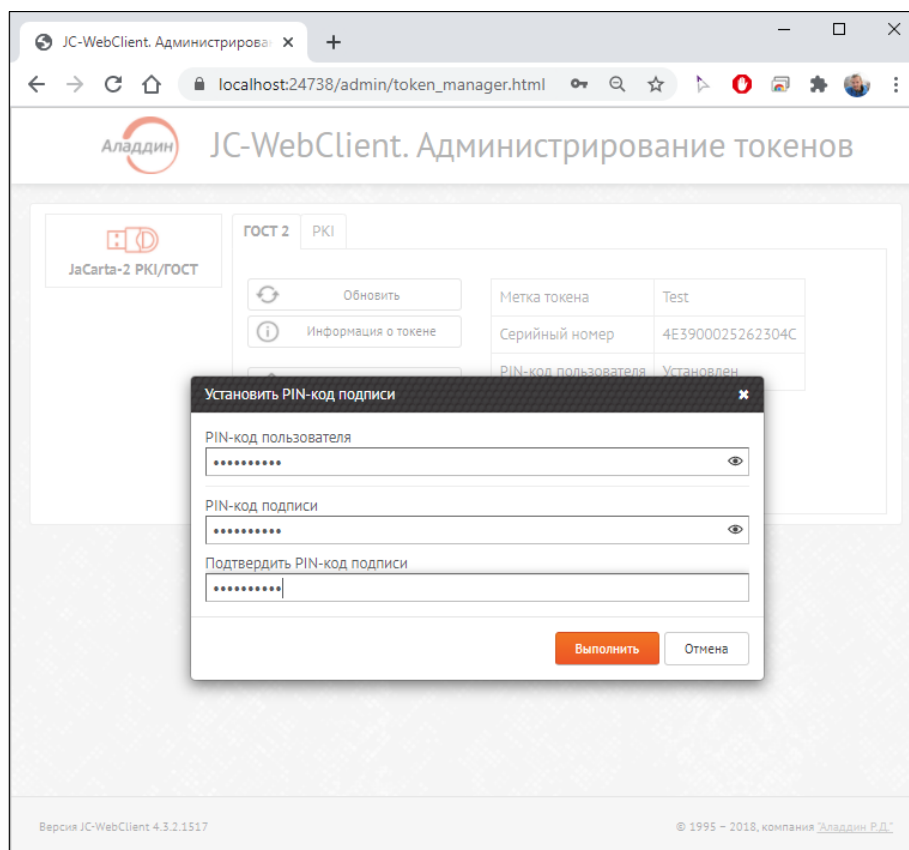 JC-WebClient. Администрирова
localhost:24738/admin/token_manager.html
Аладдин
JC-WebClient. Администрирование токенов
JaCarta-2 PKI/ГОСТ
ГОСТ 2
PKI
Обновить
Информация о токене
Метка токена Test
Серийный номер 4E3900025262304C
PIN-код пользователя Установлен
Установить PIN-код подписи
PIN-код пользователя
••••••••••
PIN-код подписи
••••••••••
Подтвердить PIN-код подписи
••••••••••
Выполнить
Отмена
Версия JC-WebClient 4.3.2.1517
© 1995 – 2018, компания "Аладдин Р.Д."